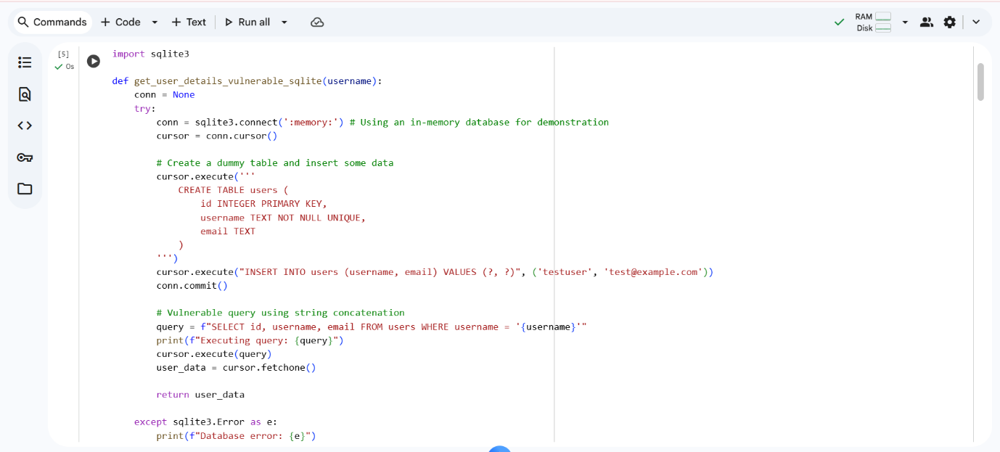 Commands + Code + Text Run all RAM
Disk
[5]
0s
import sqlite3
def get_user_details_vulnerable_sqlite(username):
    conn = None
    try:
        conn = sqlite3.connect(':memory:') # Using an in-memory database for demonstration
        cursor = conn.cursor()
        # Create a dummy table and insert some data
        cursor.execute('''
            CREATE TABLE users (
                id INTEGER PRIMARY KEY,
                username TEXT NOT NULL UNIQUE,
                email TEXT
            )
        ''')
        cursor.execute("INSERT INTO users (username, email) VALUES (?, ?)", ('testuser', 'test@example.com'))
        conn.commit()
        # Vulnerable query using string concatenation
        query = f"SELECT id, username, email FROM users WHERE username = '{username}'"
        print(f"Executing query: {query}")
        cursor.execute(query)
        user_data = cursor.fetchone()
        return user_data
    except sqlite3.Error as e:
        print(f"Database error: {e}")